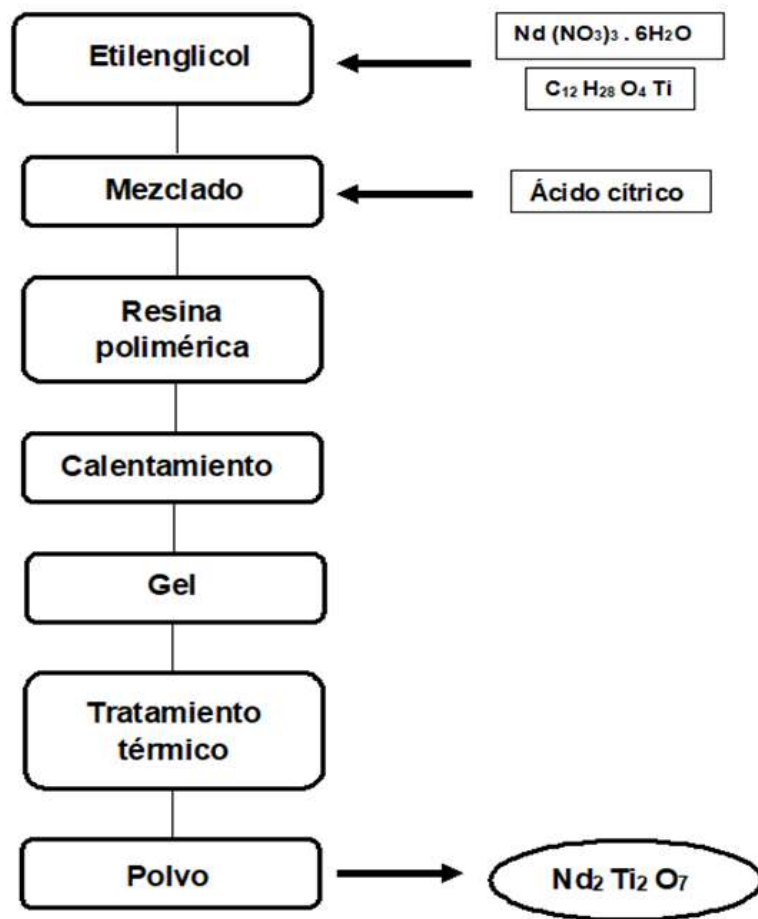 Etilenglicol
Nd (NO₃)₃ . 6H₂O
C₁₂ H₂₈ O₄ Ti
Mezclado
Ácido cítrico
Resina
polimérica
Calentamiento
Gel
Tratamiento
térmico
Polvo
Nd₂ Ti₂ O₇